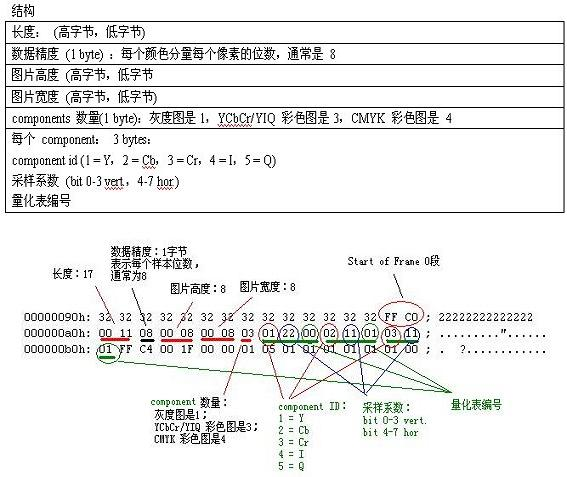 结构
长度： (高字节，低字节)
数据精度 (1 byte) ：每个颜色分量每个像素的位数，通常是 8
图片高度 (高字节，低字节
图片宽度 (高字节，低字节)
components 数量(1 byte)：灰度图是 1，YCbCr/YIQ 彩色图是 3，CMYK 彩色图是 4
每个 component： 3 bytes:
component id (1 = Y，2 = Cb，3 = Cr，4 = I，5 = Q)
采样系数 (bit 0-3 vert.，4-7 hor.)
量化表编号
数据精度：1字节
表示每个样本位数，
通常为8
长度：17
图片高度：8
图片宽度：8
Start of Frame 0段
00000090h: 32 32 32 32 32 32 32 32 32 32 32 32 32 32 FF C0 ; 22222222222222
000000a0h: 00 11 08 00 08 00 08 03 01 22 00 02 11 01 03 11 ; ........."......
000000b0h: 01 FF C4 00 1F 00 00 01 05 01 01 01 01 01 01 00 ; . ?............
component 数量：
灰度图是1；
YCbCr/YIQ 彩色图是3；
CMYK 彩色图是4
component ID：
1 = Y
2 = Cb
3 = Cr
4 = I
5 = Q
采样系数：
bit 0-3 vert.
bit 4-7 hor
量化表编号